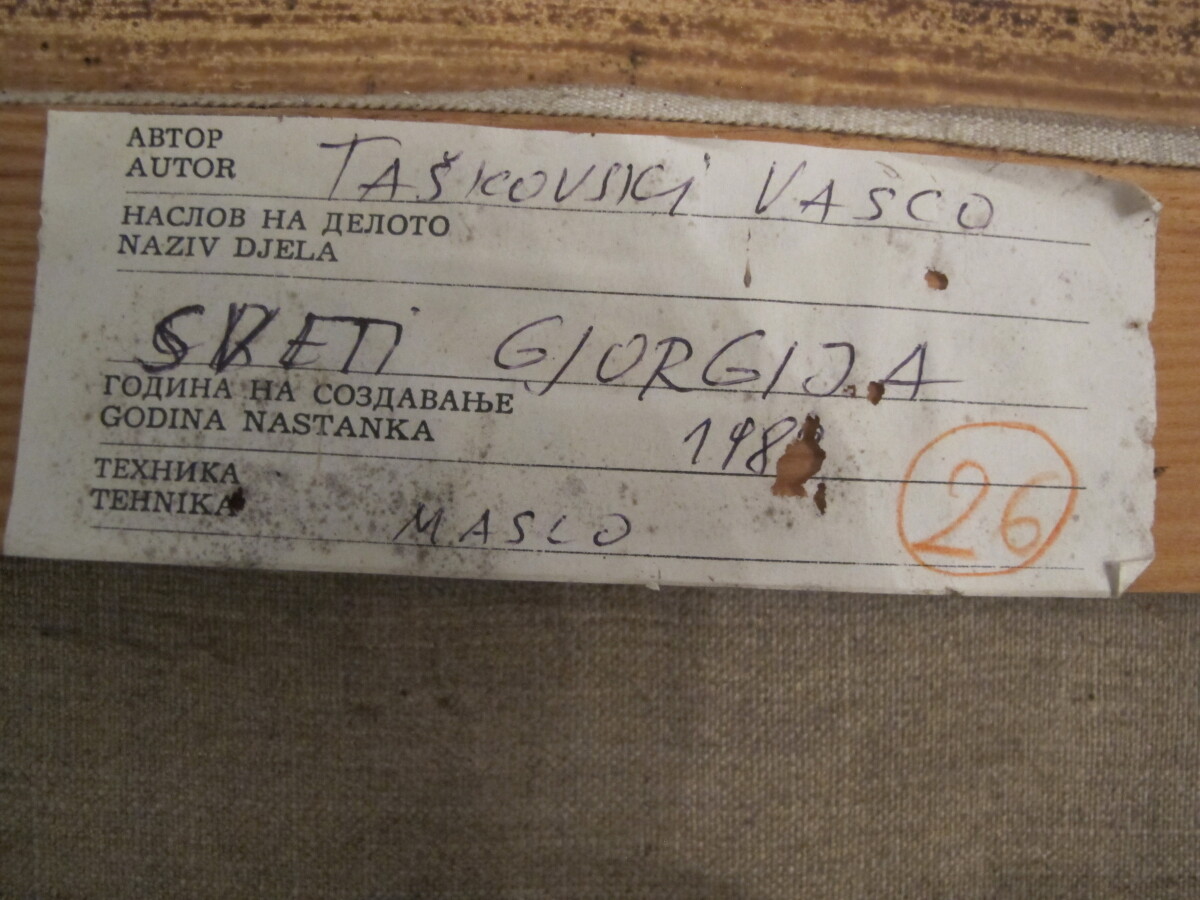 АВТОР
AUTOR TAŠKOVSKI VASCO
НАСЛОВ НА ДЕЛОТО
NAZIV DJELA
SVETI GJORGIJA
ГОДИНА НА СОЗДАВАЊЕ
GODINA NASTANKA
ТЕХНИКА
TEHNIKA MASLO
26